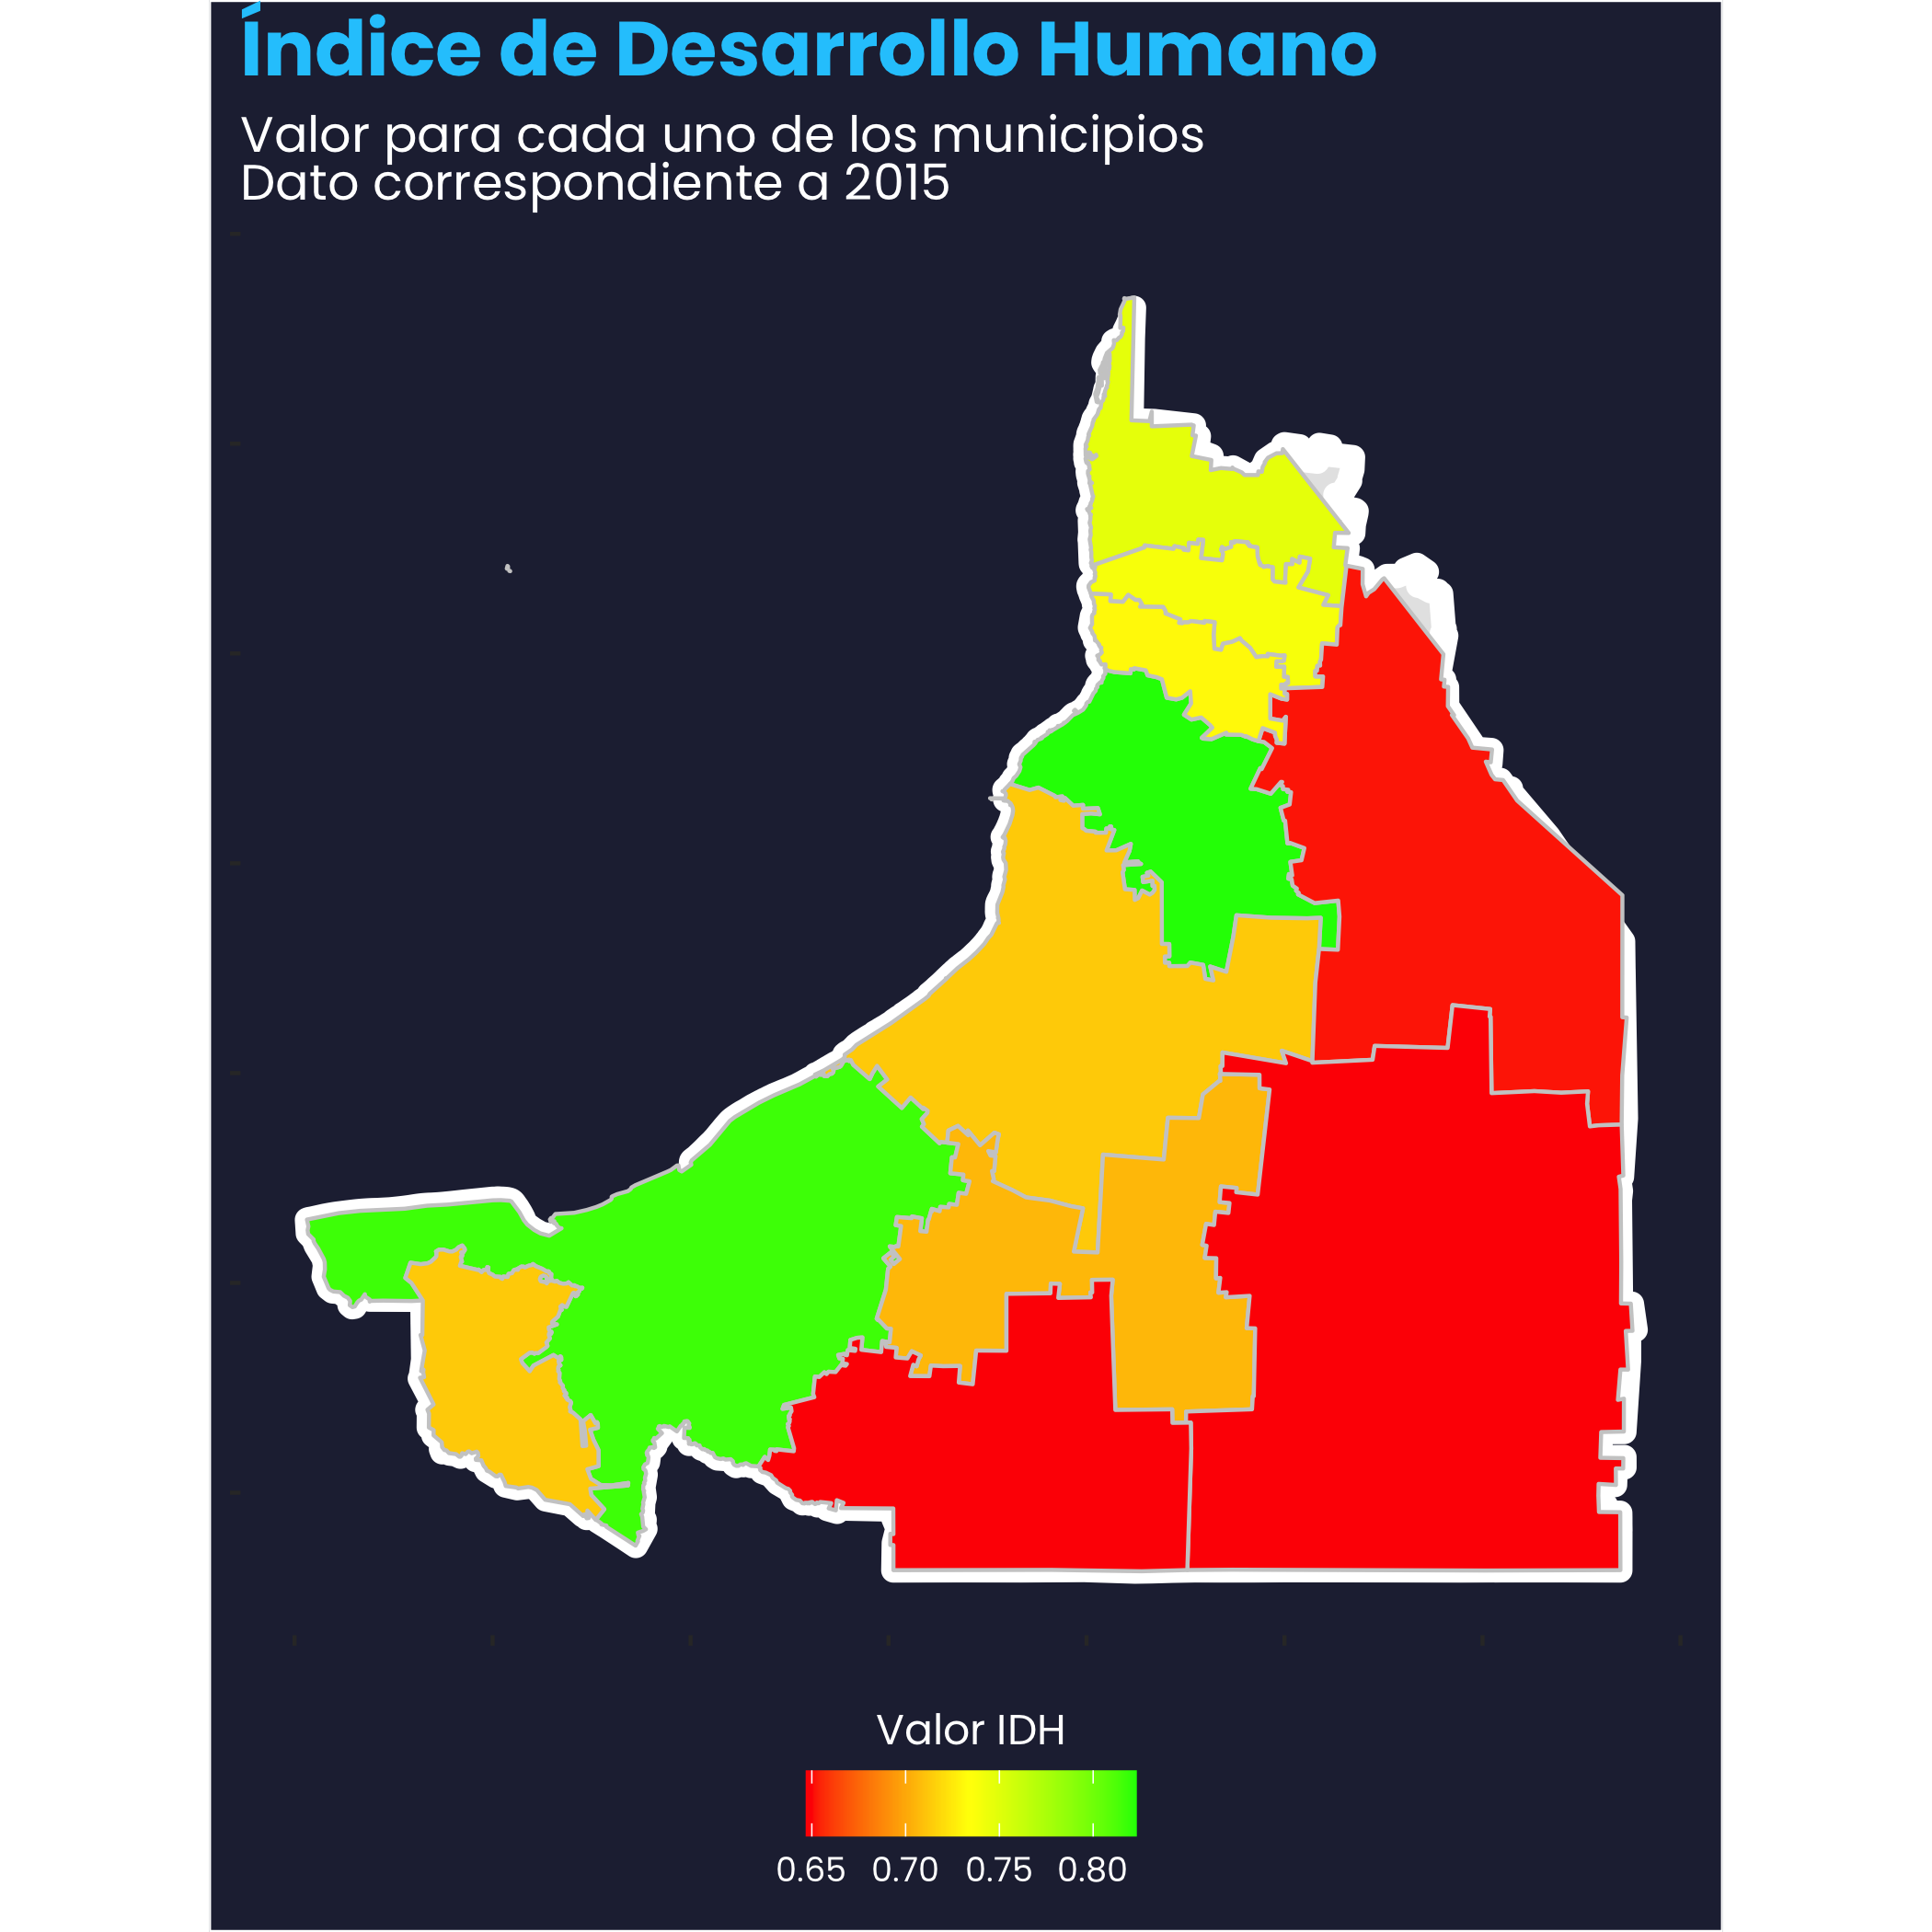 Índice de Desarrollo Humano
Valor para cada uno de los municipios
Dato correspondiente a 2015
Valor IDH
0.65 0.70 0.75 0.80